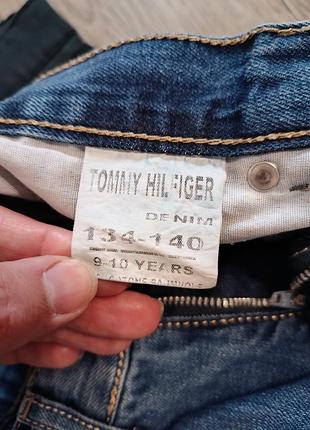 TOMMY HILFIGER
DENIM
134-140
9-10 YEARS